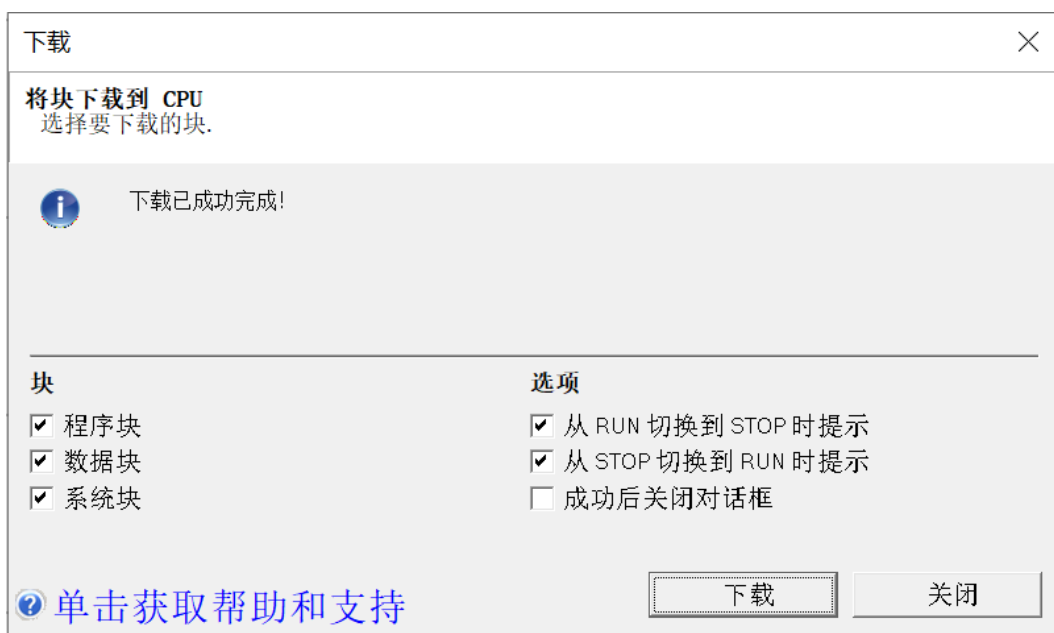 下载
将块下载到 CPU
选择要下载的块.
下载已成功完成!
块
选项
程序块
从 RUN 切换到 STOP 时提示
数据块
从 STOP 切换到 RUN 时提示
系统块
成功后关闭对话框
单击获取帮助和支持
下载
关闭